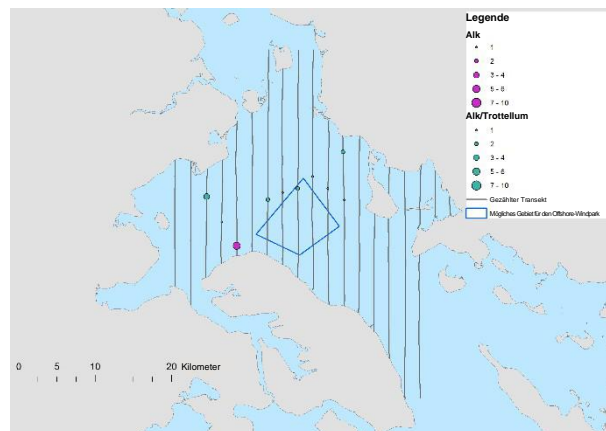 Legende
Alk
1
2
3 - 4
5 - 6
7 - 10
Alk/Trottellum
1
2
3 - 4
5 - 6
7 - 10
Gezählter Transekt
Mögliches Gebiet für den Offshore-Windpark
0 5 10 20 Kilometer